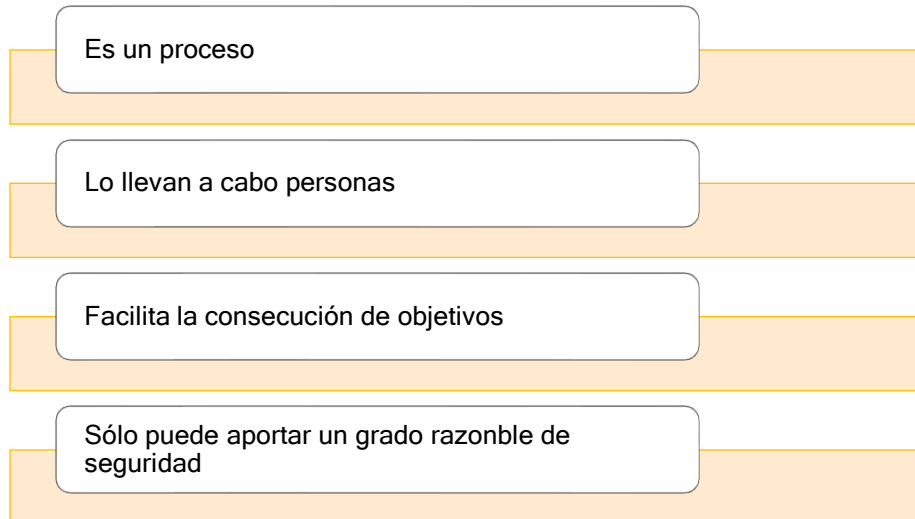 Es un proceso
Lo llevan a cabo personas
Facilita la consecución de objetivos
Sólo puede aportar un grado razonble de
seguridad